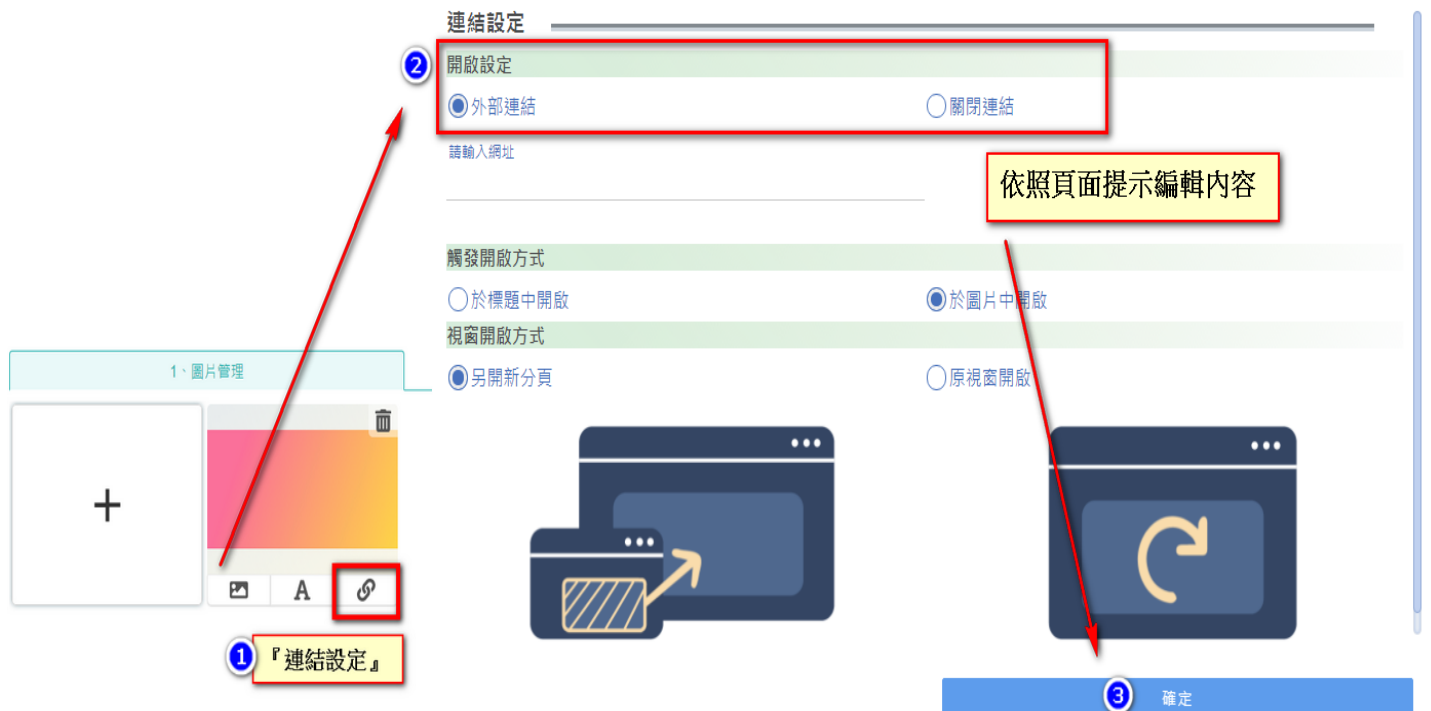 連結設定
2
開啟設定
外部連結
關閉連結
請輸入網址
依照頁面提示編輯內容
觸發開啟方式
於標題中開啟
於圖片中開啟
視窗開啟方式
另開新分頁
原視窗開啟
1、圖片管理
+
A
1 『連結設定』
3 確定